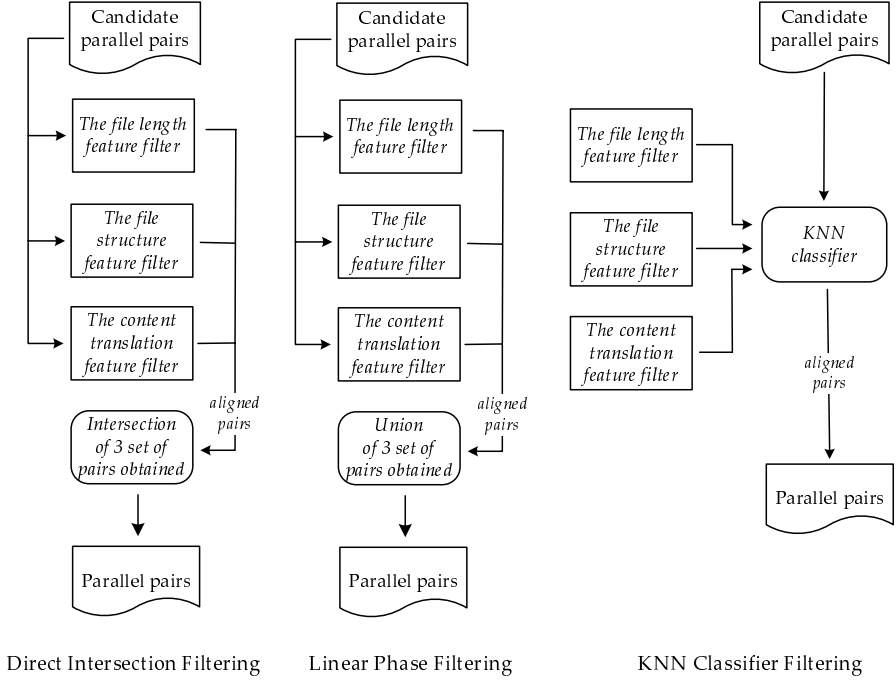 Candidate
parallel pairs
The file length
feature filter
The file
structure
feature filter
The content
translation
feature filter
aligned
pairs
Intersection
of 3 set of
pairs obtained
Parallel pairs
Direct Intersection Filtering
Candidate
parallel pairs
The file length
feature filter
The file
structure
feature filter
The content
translation
feature filter
aligned
pairs
Union
of 3 set of
pairs obtained
Parallel pairs
Linear Phase Filtering
Candidate
parallel pairs
The file length
feature filter
The file
structure
feature filter
The content
translation
feature filter
KNN
classifier
aligned
pairs
Parallel pairs
KNN Classifier Filtering